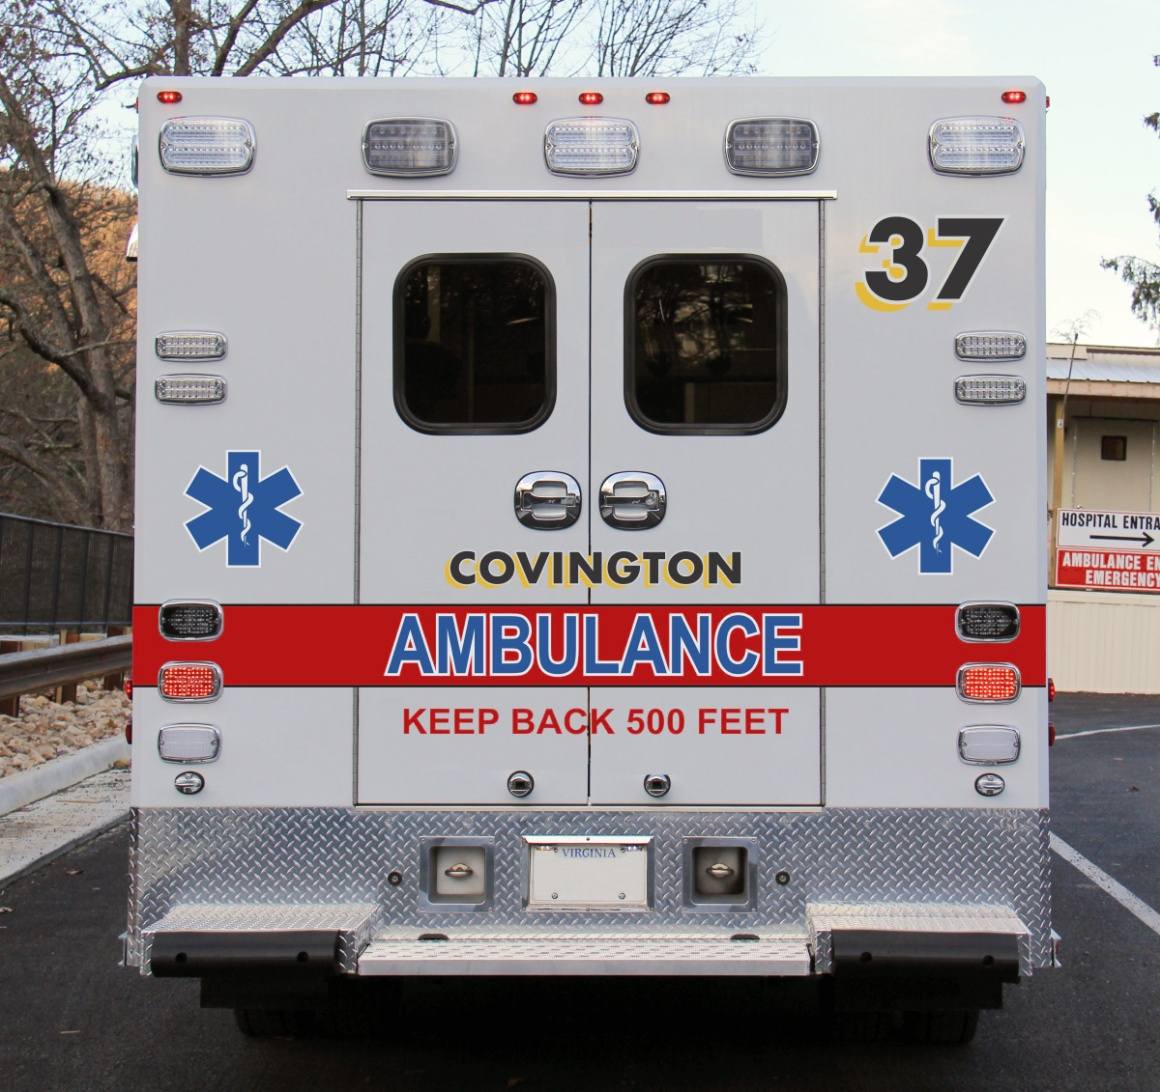 37
COVINGTON
AMBULANCE
KEEP BACK 500 FEET
VIRGINIA
HOSPITAL ENTRA
AMBULANCE EN
EMERGENCY